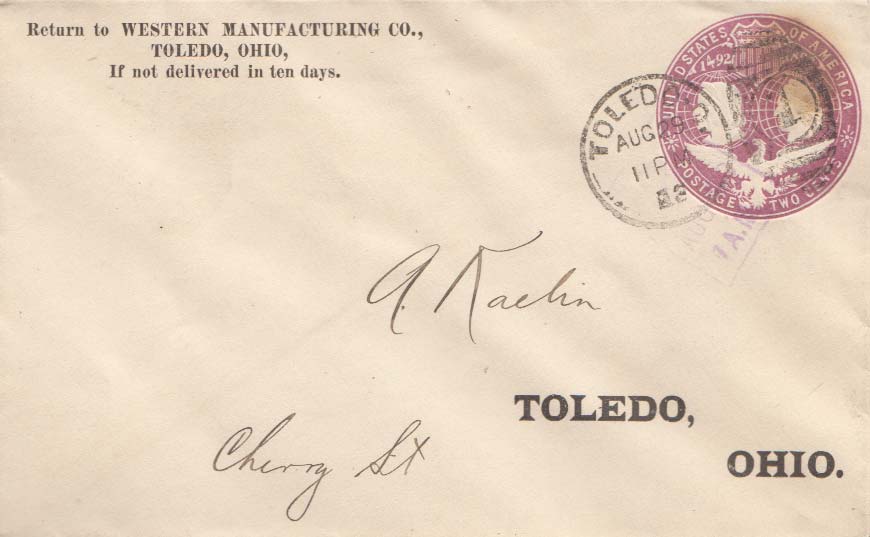 Return to WESTERN MANUFACTURING CO.,
TOLEDO, OHIO,
If not delivered in ten days.
UNITED STATES OF AMERICA
1492
POSTAGE TWO CENTS
TOLEDO
AUG 29
11 PM
A. Kaelin
TOLEDO,
OHIO.
Cherry St